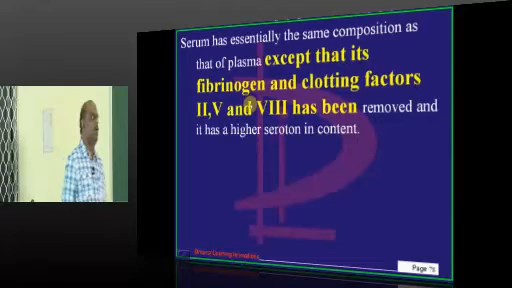 Serum has essentially the same composition as
that of plasma except that its
fibrinogen and clotting factors
II,V and VIII has been removed and
it has a higher seroton in content.
Page 78